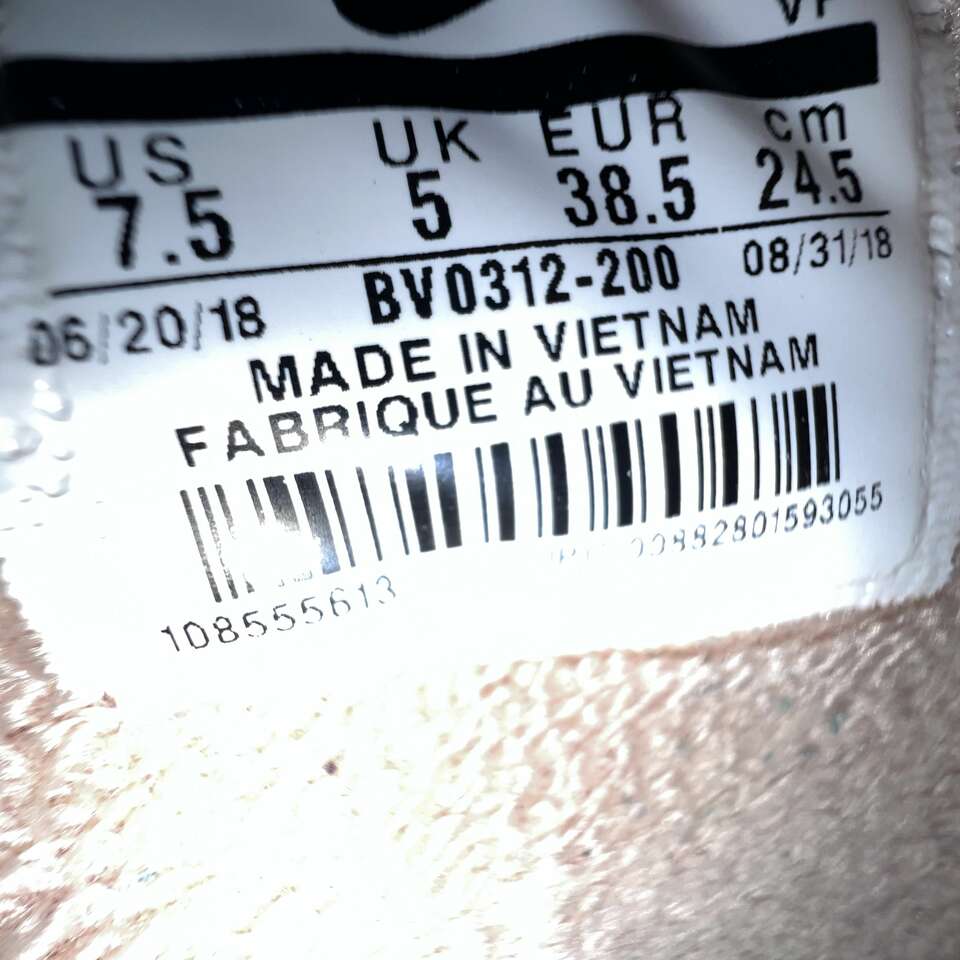 US UK EUR cm
7.5 5 38.5 24.5
06/20/18 BV0312-200 08/31/18
MADE IN VIETNAM
FABRIQUE AU VIETNAM
108555613 00882801593055